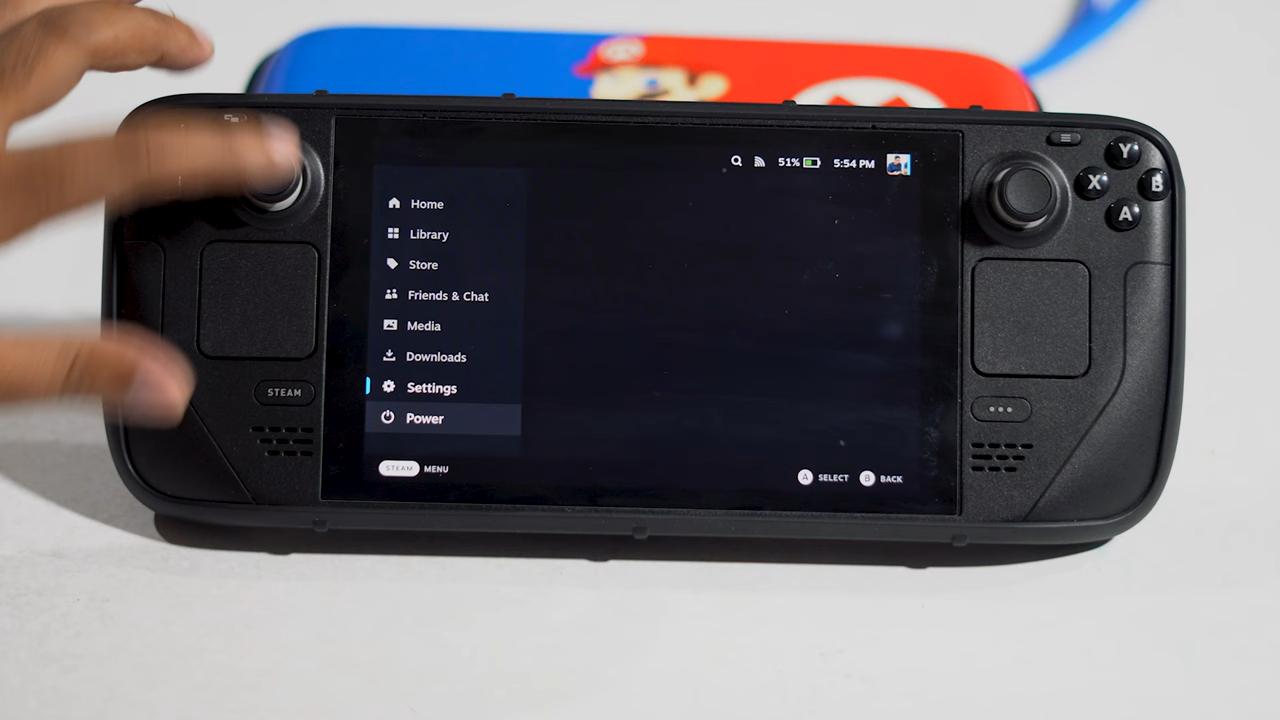 51% 5:54 PM
Home
Library
Store
Friends & Chat
Media
Downloads
Settings
Power
STEAM MENU
A SELECT B BACK
STEAM
Y
X
B
A
M